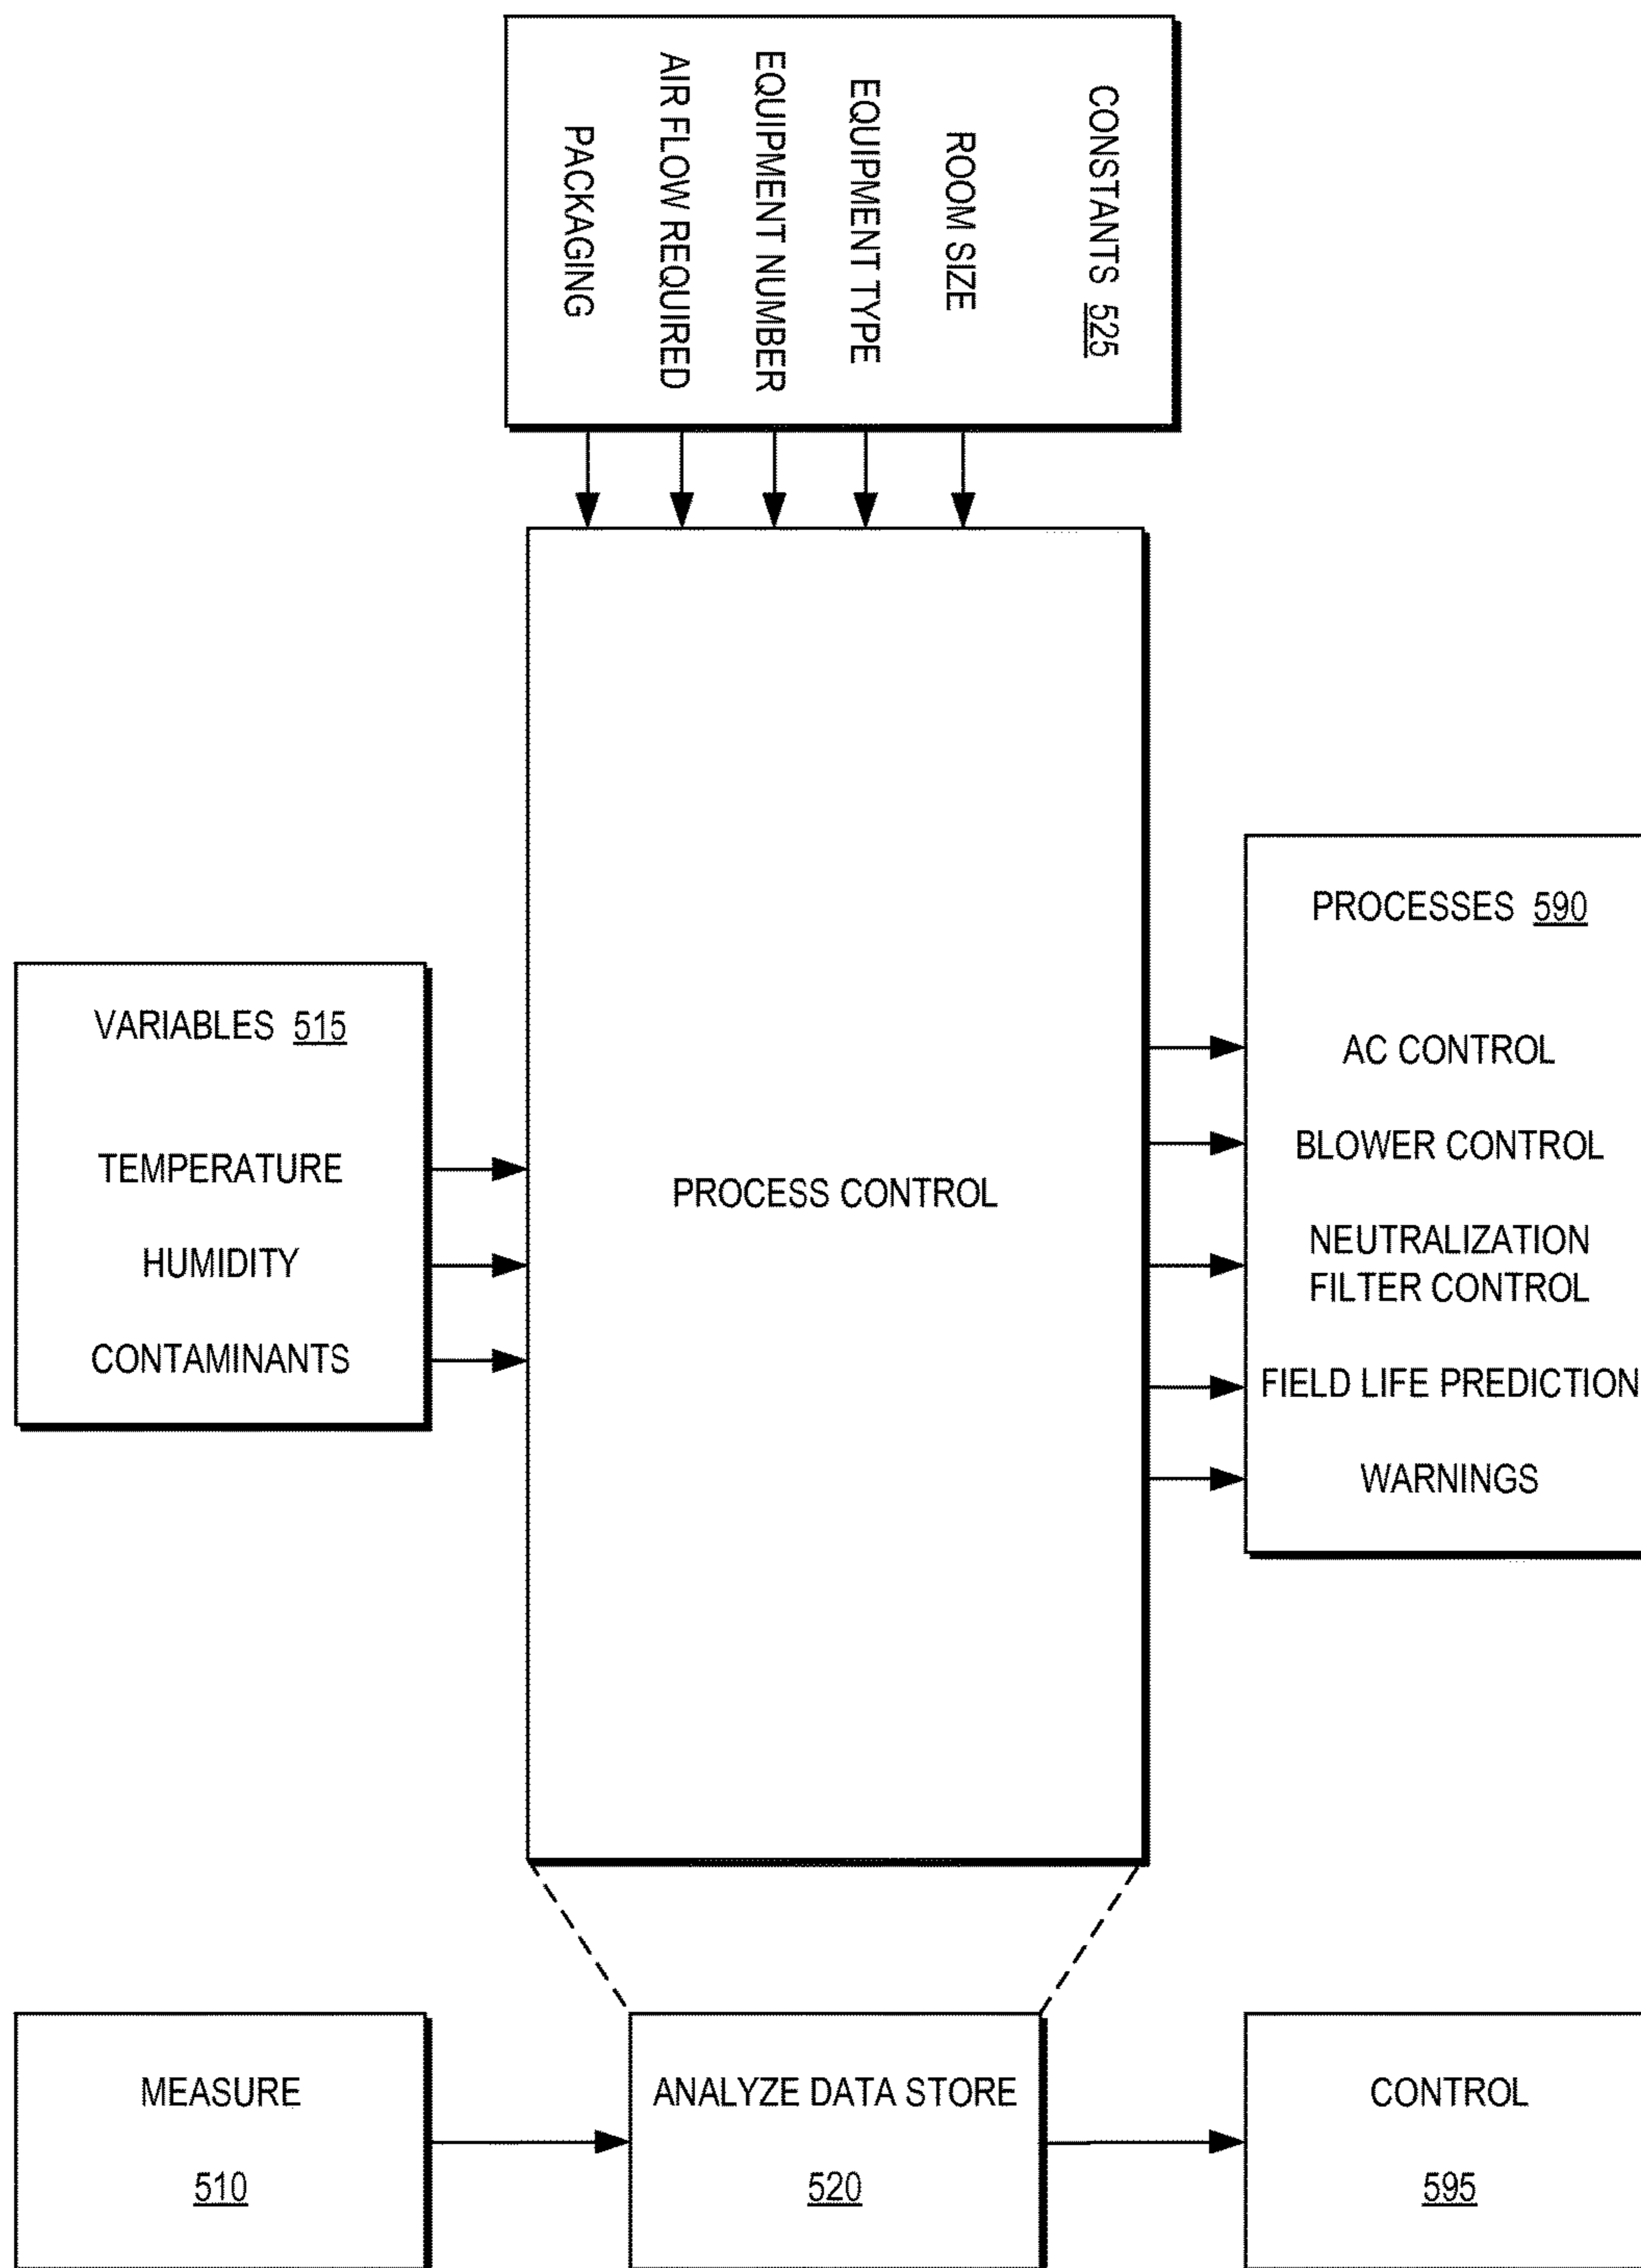 CONSTANTS 525
ROOM SIZE
EQUIPMENT TYPE
EQUIPMENT NUMBER
AIR FLOW REQUIRED
PACKAGING
VARIABLES 515
TEMPERATURE
HUMIDITY
CONTAMINANTS
PROCESS CONTROL
PROCESSES 590
AC CONTROL
BLOWER CONTROL
NEUTRALIZATION
FILTER CONTROL
FIELD LIFE PREDICTION
WARNINGS
MEASURE
510
ANALYZE DATA STORE
520
CONTROL
595